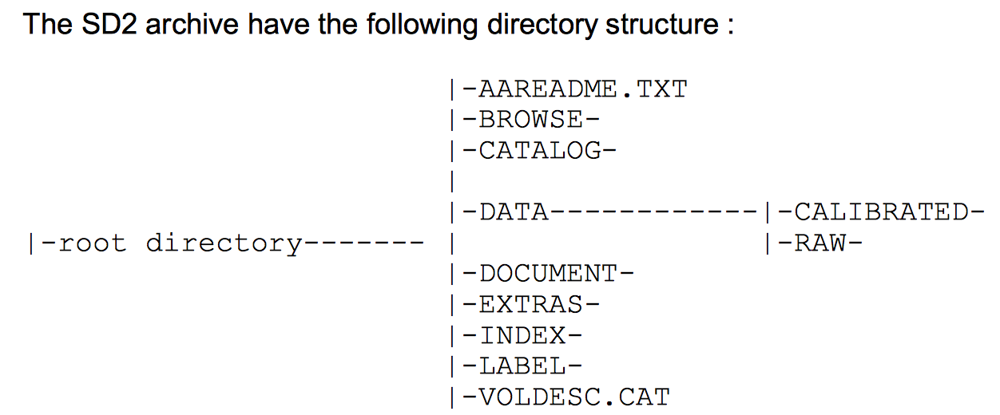 The SD2 archive have the following directory structure :
|-AAREADME.TXT
|-BROWSE-
|-CATALOG-
|
|-DATA------------|-CALIBRATED-
|-root directory------- | |-RAW-
|-DOCUMENT-
|-EXTRAS-
|-INDEX-
|-LABEL-
|-VOLDESC.CAT